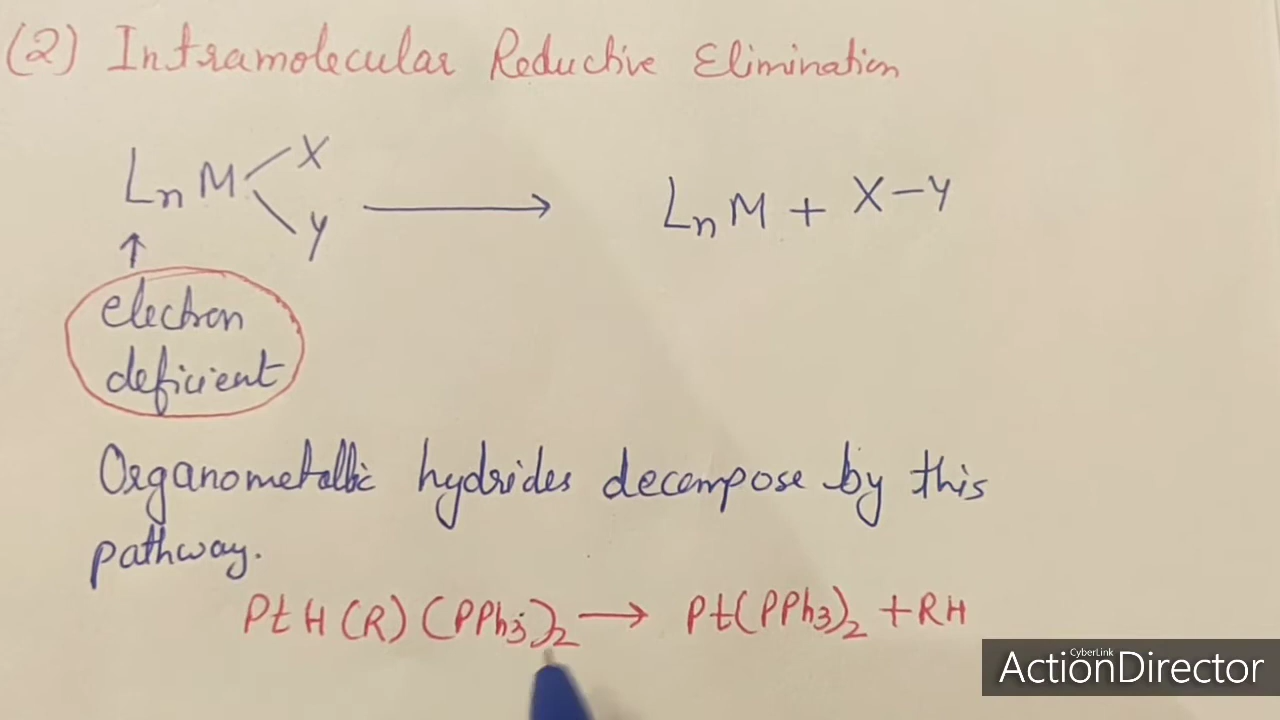 (2) Intramolecular Reductive Elimination
LnM X Y → LnM + X-Y
↑
electron
deficient
Organometallic hydrides decompose by this
pathway.
PtH(R)(PPh3)2 → Pt(PPh3)2 + RH
CyberLink
ActionDirector